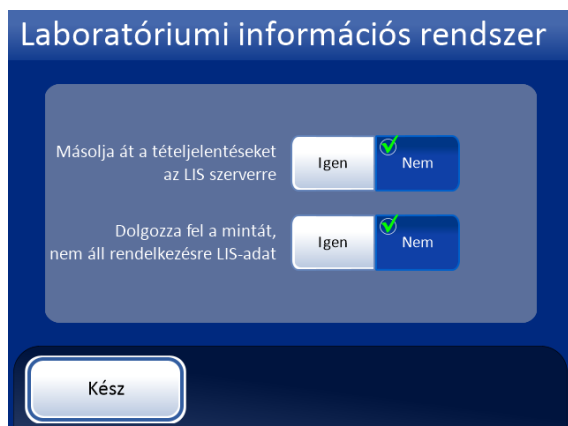 Laboratóriumi információs rendszer
Másolja át a tételjelentéseket
az LIS szerverre
Igen
Nem
Dolgozza fel a mintát,
nem áll rendelkezésre LIS-adat
Igen
Nem
Kész